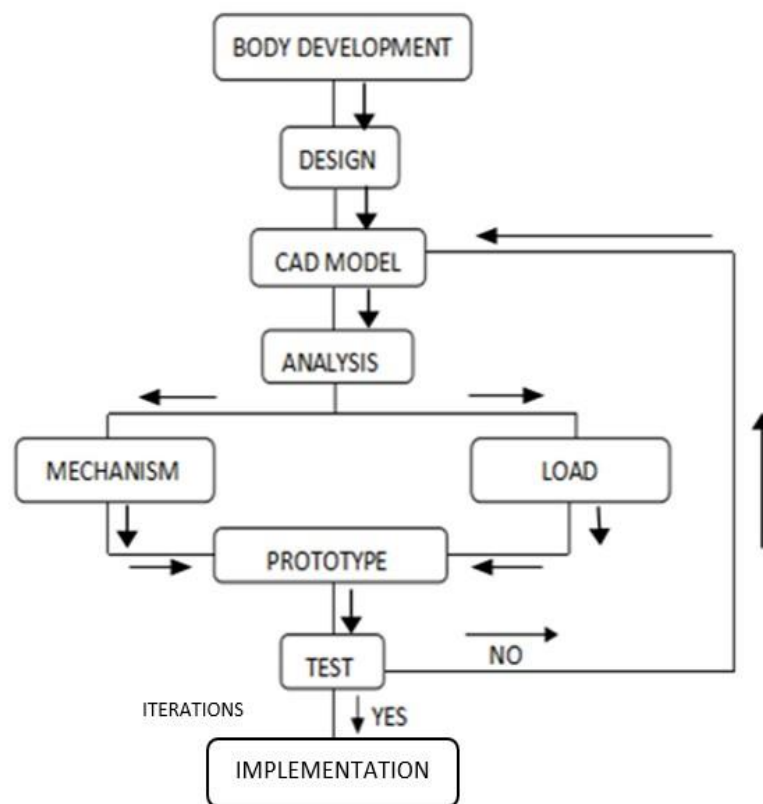 BODY DEVELOPMENT
DESIGN
CAD MODEL
ANALYSIS
MECHANISM
LOAD
PROTOTYPE
TEST
NO
ITERATIONS
YES
IMPLEMENTATION